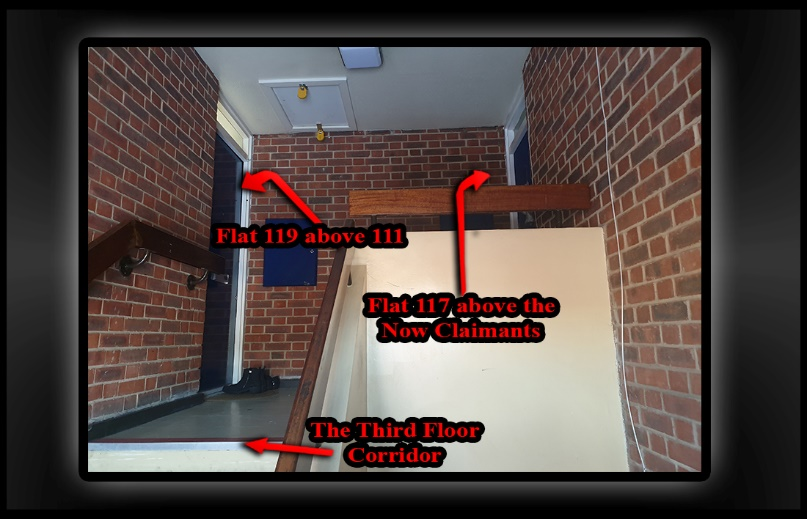 Flat 119 above 111
Flat 117 above the
Now Claimants
The Third Floor
Corridor